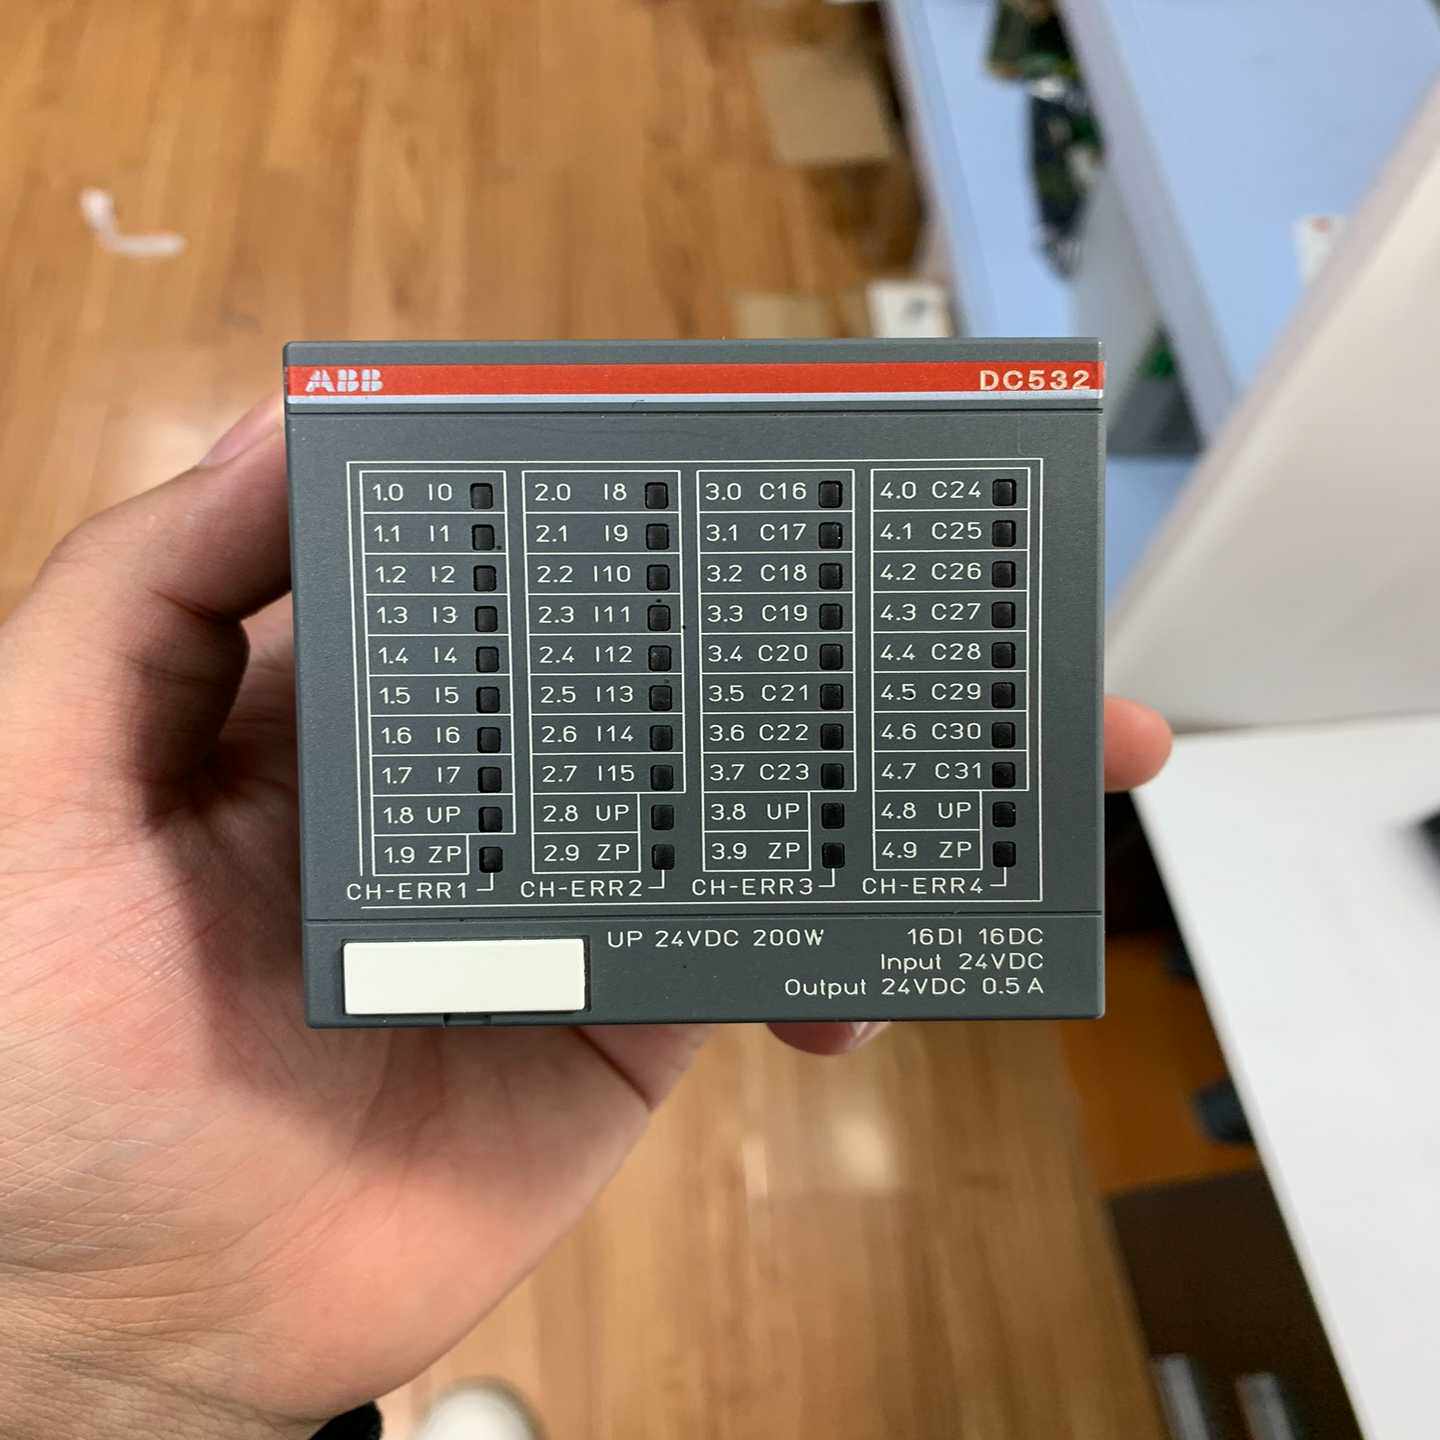 ABB DC532
1.0 I0 2.0 I8 3.0 C16 4.0 C24
1.1 I1 2.1 I9 3.1 C17 4.1 C25
1.2 I2 2.2 I10 3.2 C18 4.2 C26
1.3 I3 2.3 I11 3.3 C19 4.3 C27
1.4 I4 2.4 I12 3.4 C20 4.4 C28
1.5 I5 2.5 I13 3.5 C21 4.5 C29
1.6 I6 2.6 I14 3.6 C22 4.6 C30
1.7 I7 2.7 I15 3.7 C23 4.7 C31
1.8 UP 2.8 UP 3.8 UP 4.8 UP
1.9 ZP 2.9 ZP 3.9 ZP 4.9 ZP
CH-ERR1 CH-ERR2 CH-ERR3 CH-ERR4
UP 24VDC 200W 16DI 16DC
Input 24VDC
Output 24VDC 0.5A